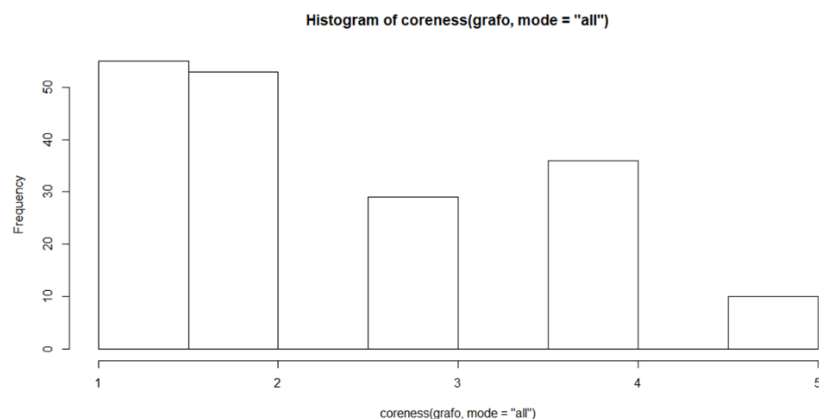 Histogram of coreness(grafo, mode = "all")
Frequency
50
40
30
20
10
0
1 2 3 4 5
coreness(grafo, mode = "all")